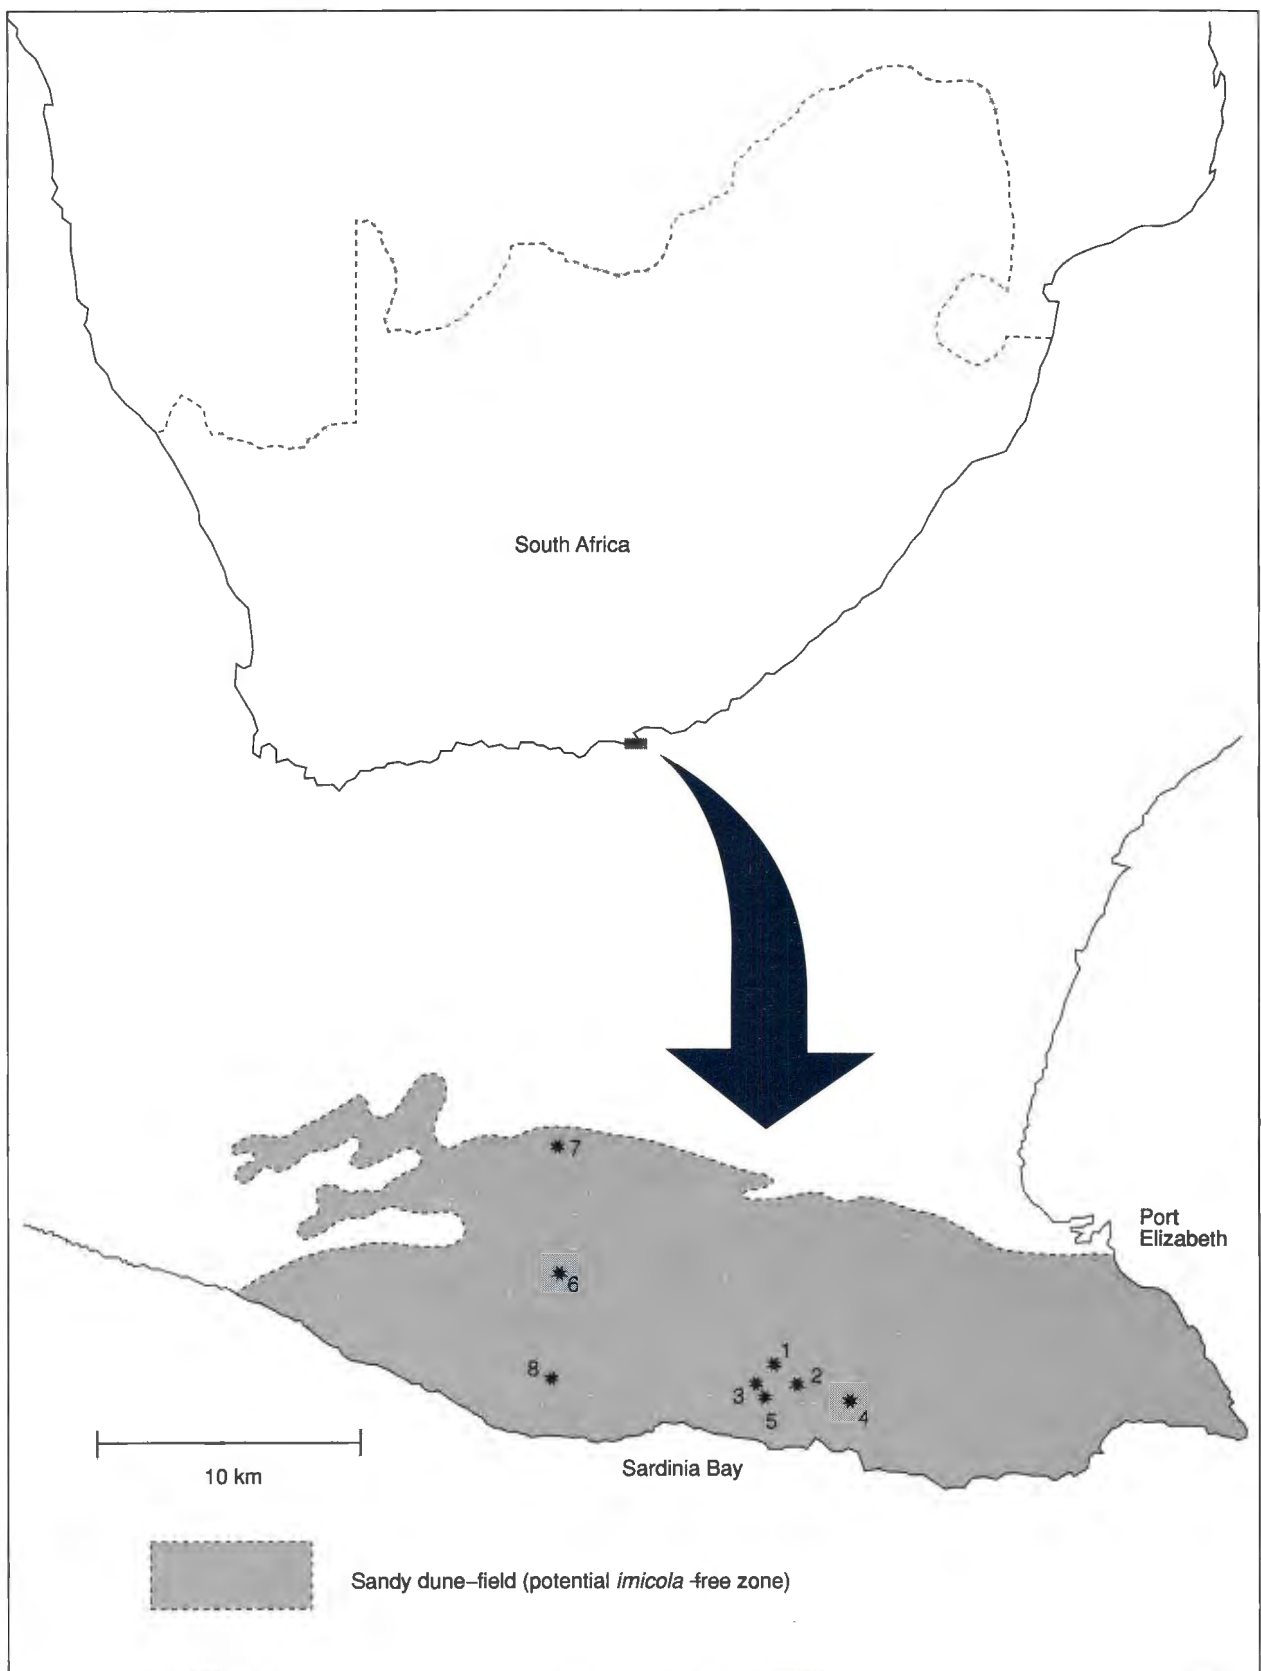 South Africa
Port
Elizabeth
7
6
8
1
2
3
4
5
Sardinia Bay
10 km
Sandy dune–field (potential imicola -free zone)